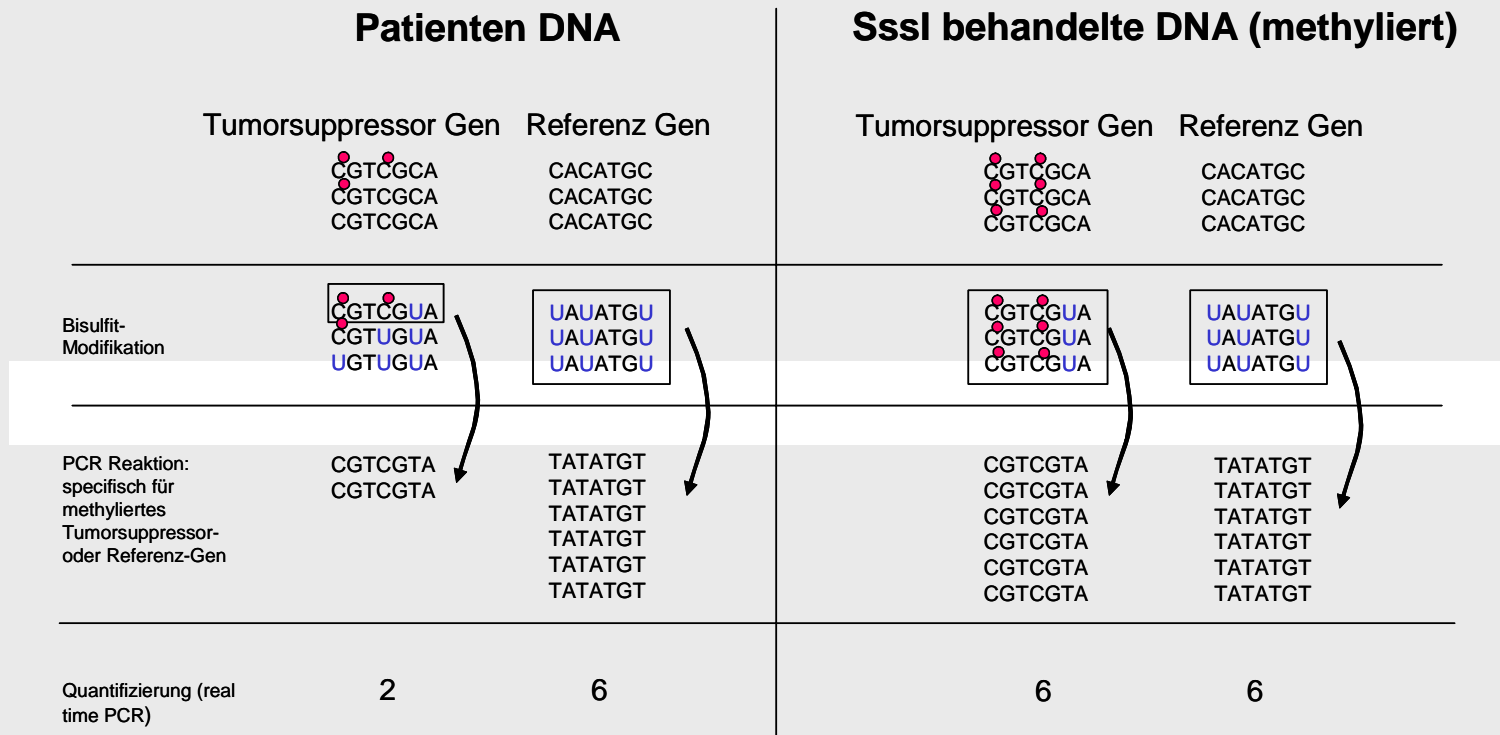 Patienten DNA
SssI behandelte DNA (methyliert)
Tumorsuppressor Gen
Referenz Gen
Tumorsuppressor Gen
Referenz Gen
CGTCGCA
CACATGC
CGTCGCA
CACATGC
CGTCGCA
CACATGC
CGTCGCA
CACATGC
CGTCGCA
CACATGC
CGTCGCA
CACATGC
Bisulfit-
Modifikation
CGTCGUA
CGTUGUA
UGTUGUA
UAUATGU
UAUATGU
UAUATGU
CGTCGUA
CGTCGUA
CGTCGUA
UAUATGU
UAUATGU
UAUATGU
PCR Reaktion:
specifisch für
methyliertes
Tumorsuppressor-
oder Referenz-Gen
CGTCGTA
CGTCGTA
TATATGT
TATATGT
TATATGT
TATATGT
TATATGT
TATATGT
CGTCGTA
CGTCGTA
CGTCGTA
CGTCGTA
CGTCGTA
CGTCGTA
TATATGT
TATATGT
TATATGT
TATATGT
TATATGT
TATATGT
Quantifizierung (real
time PCR)
2
6
6
6